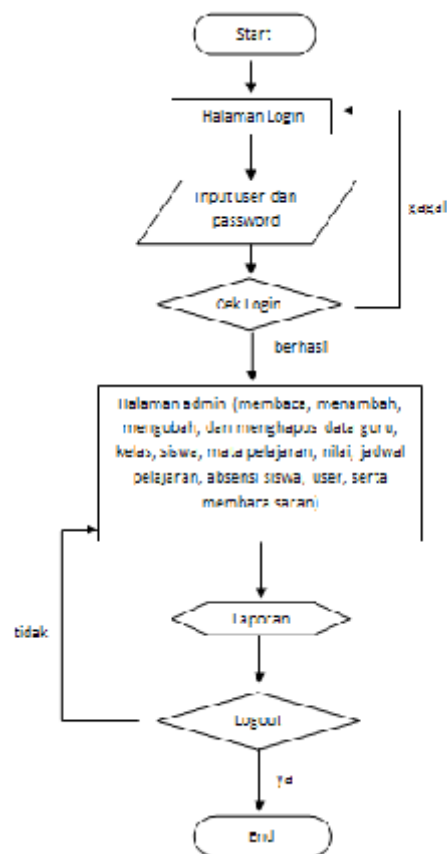 Start
Halaman Login
Input user dan
password
gagal
Cek Login
berhasil
Halaman admin (membaca, menambah,
mengubah, dan menghapus data guru,
kelas, siswa, mata pelajaran, nilai, jadwal
pelajaran, absensi siswa, user, serta
membaca saran)
Laporan
tidak
Logout
ya
End